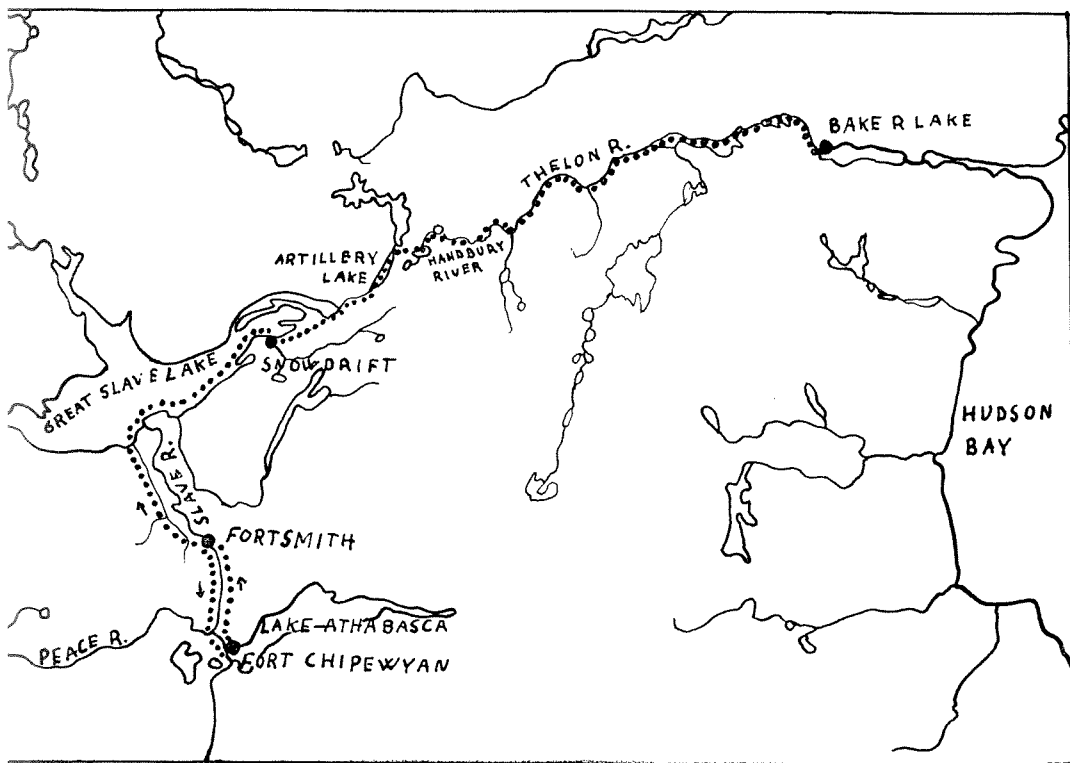 BAKER LAKE
THELON R.
ARTILLERY
LAKE
HANDBURY
RIVER
GREAT SLAVE LAKE
SNOWDRIFT
HUDSON
BAY
SLAVE R.
FORTSMITH
LAKE-ATHABASCA
PEACE R.
FORT CHIPEWYAN